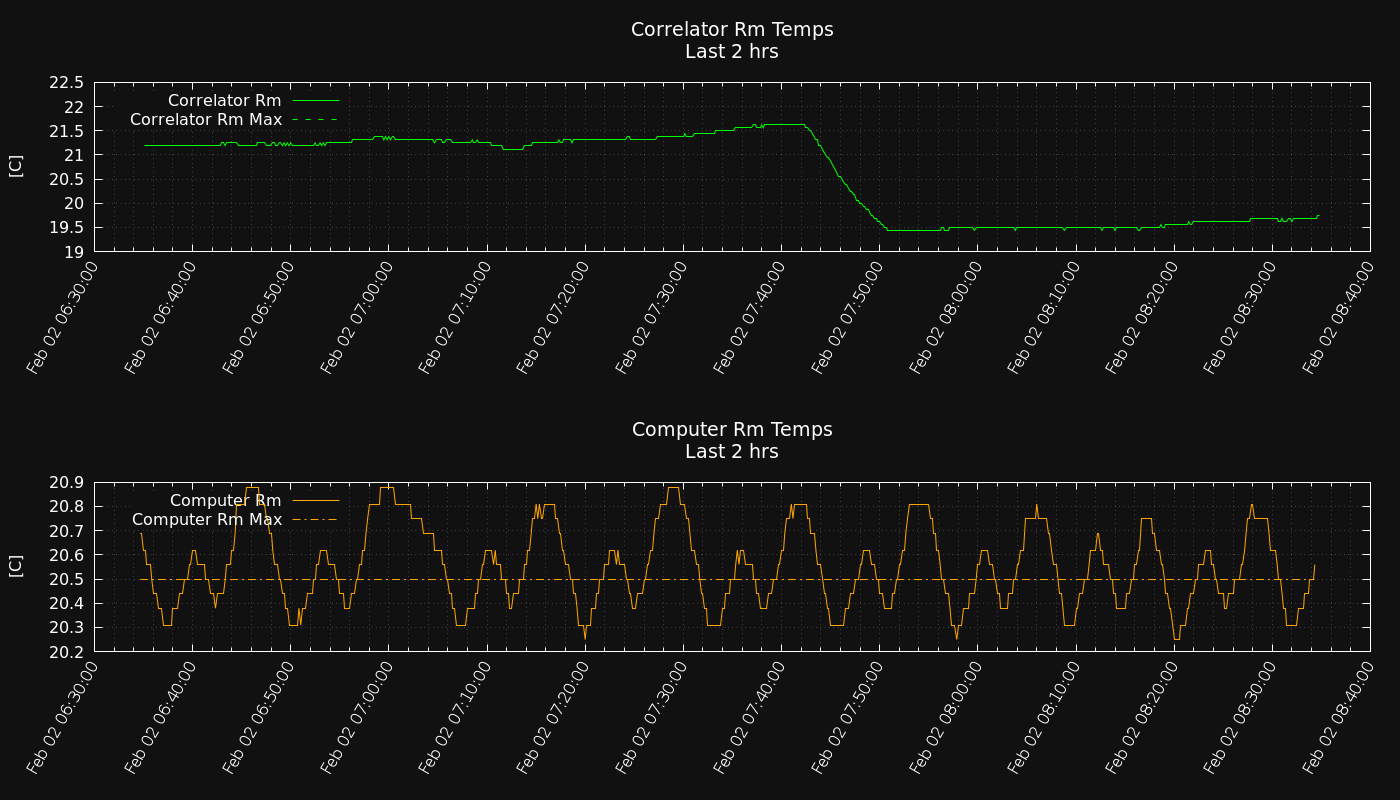 Correlator Rm Temps
Last 2 hrs
22.5
22
21.5
21
20.5
20
19.5
19
[C]
Correlator Rm
Correlator Rm Max
Feb 02 06:30:00
Feb 02 06:40:00
Feb 02 06:50:00
Feb 02 07:00:00
Feb 02 07:10:00
Feb 02 07:20:00
Feb 02 07:30:00
Feb 02 07:40:00
Feb 02 07:50:00
Feb 02 08:00:00
Feb 02 08:10:00
Feb 02 08:20:00
Feb 02 08:30:00
Feb 02 08:40:00
Computer Rm Temps
Last 2 hrs
20.9
20.8
20.7
20.6
20.5
20.4
20.3
20.2
[C]
Computer Rm
Computer Rm Max
Feb 02 06:30:00
Feb 02 06:40:00
Feb 02 06:50:00
Feb 02 07:00:00
Feb 02 07:10:00
Feb 02 07:20:00
Feb 02 07:30:00
Feb 02 07:40:00
Feb 02 07:50:00
Feb 02 08:00:00
Feb 02 08:10:00
Feb 02 08:20:00
Feb 02 08:30:00
Feb 02 08:40:00